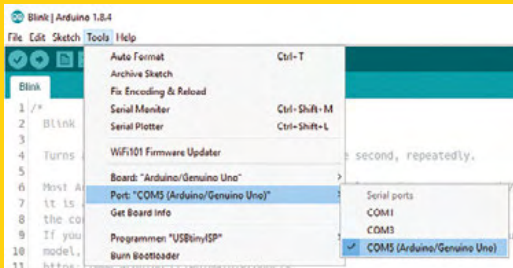 Blink | Arduino 1.8.4
File Edit Sketch Tools Help
Blink
Auto Format Ctrl-T
Archive Sketch
Fix Encoding & Reload
Serial Monitor Ctrl-Shift-M
Serial Plotter Ctrl-Shift-L
WiFi101 Firmware Updater
Board: "Arduino/Genuino Uno"
Port: "COM5 (Arduino/Genuino Uno)"
Get Board Info
Programmer: "USBtinyISP"
Burn Bootloader
Serial ports
COM1
COM3
COM5 (Arduino/Genuino Uno)
1 /*
2 Blink
3
4 Turns second, repeatedly.
5
6 Most A
7 it is
8 the co
9 If you
10 model,
11